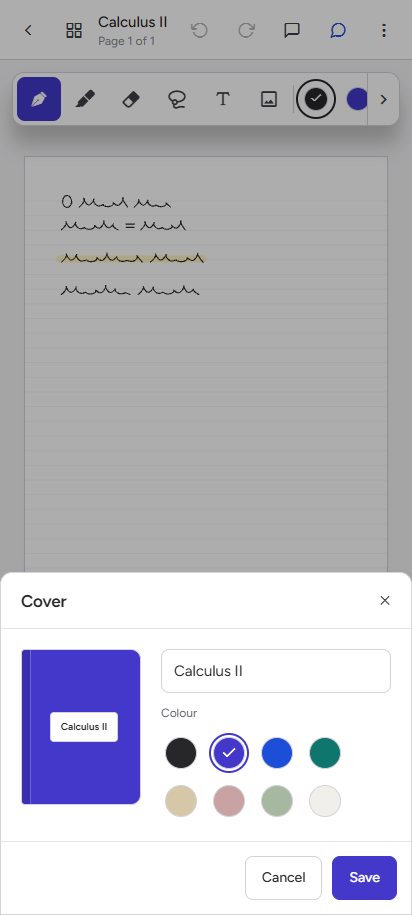 Calculus II
Page 1 of 1
T
Cover
Calculus II
Calculus II
Colour
Cancel
Save